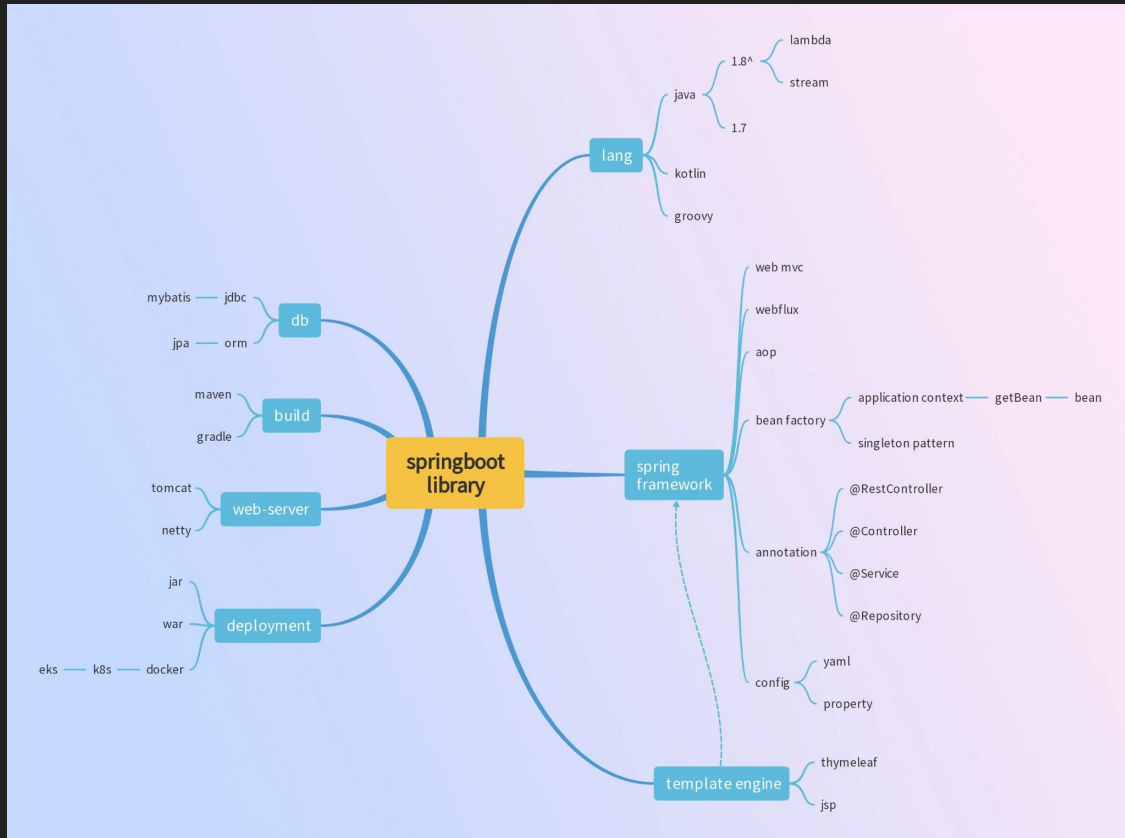 springboot
library
lang
java
1.8^
lambda
stream
1.7
kotlin
groovy
spring
framework
web mvc
webflux
aop
bean factory
application context
getBean
bean
singleton pattern
annotation
@RestController
@Controller
@Service
@Repository
config
yaml
property
template engine
thymeleaf
jsp
db
jdbc
mybatis
orm
jpa
build
maven
gradle
web-server
tomcat
netty
deployment
jar
war
docker
k8s
eks